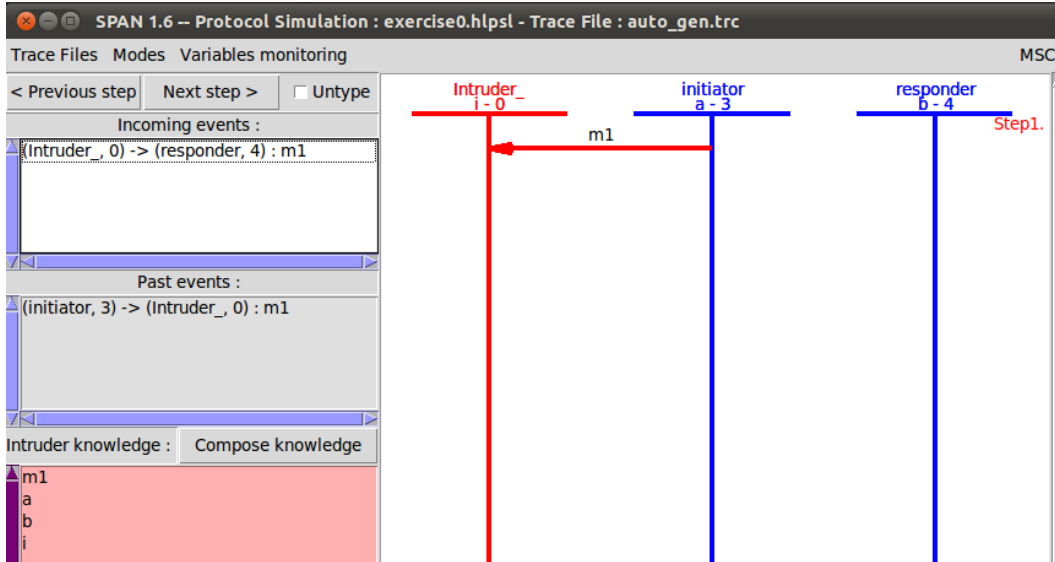 SPAN 1.6 -- Protocol Simulation : exercise0.hlpsl - Trace File : auto_gen.trc
Trace Files Modes Variables monitoring MSC
< Previous step Next step > Untype
Incoming events :
(Intruder_, 0) -> (responder, 4) : m1
Past events :
(initiator, 3) -> (Intruder_, 0) : m1
Intruder knowledge : Compose knowledge
m1
a
b
i
Intruder_ initiator responder
i - 0 a - 3 b - 4
Step1.
m1